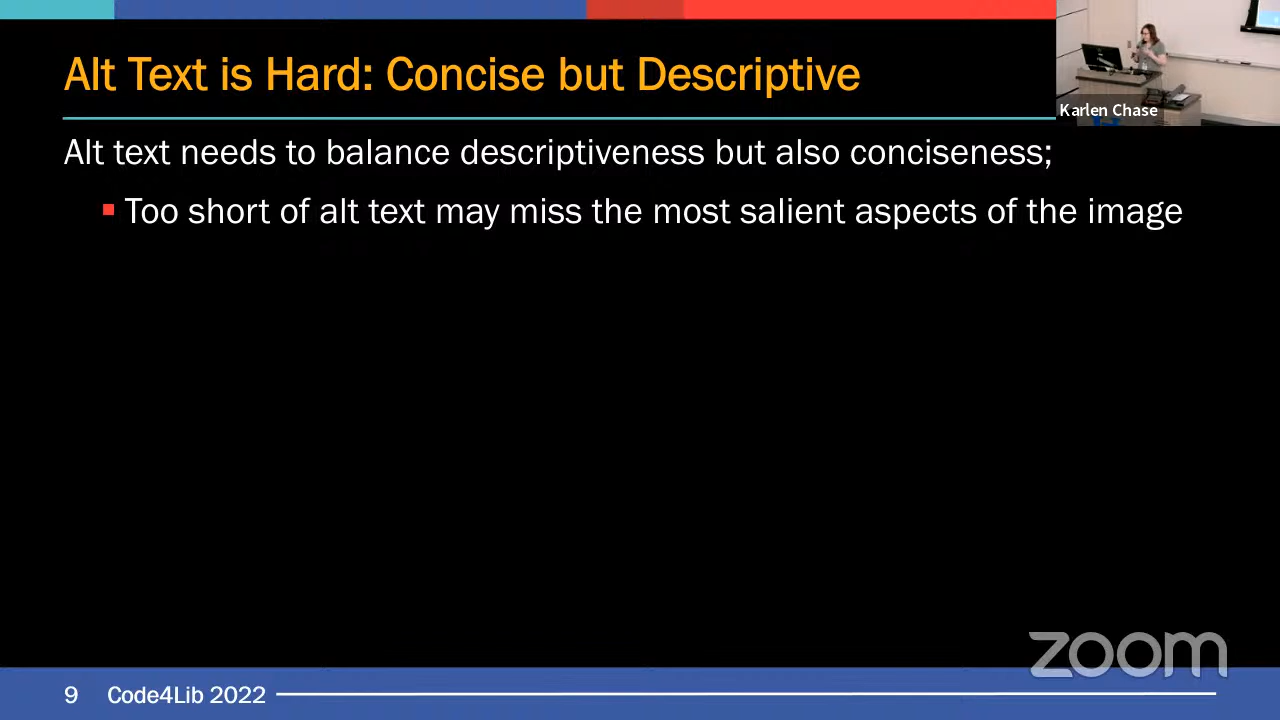 Alt Text is Hard: Concise but Descriptive
Karlen Chase
Alt text needs to balance descriptiveness but also conciseness;
▪ Too short of alt text may miss the most salient aspects of the image
zoom
9 Code4Lib 2022